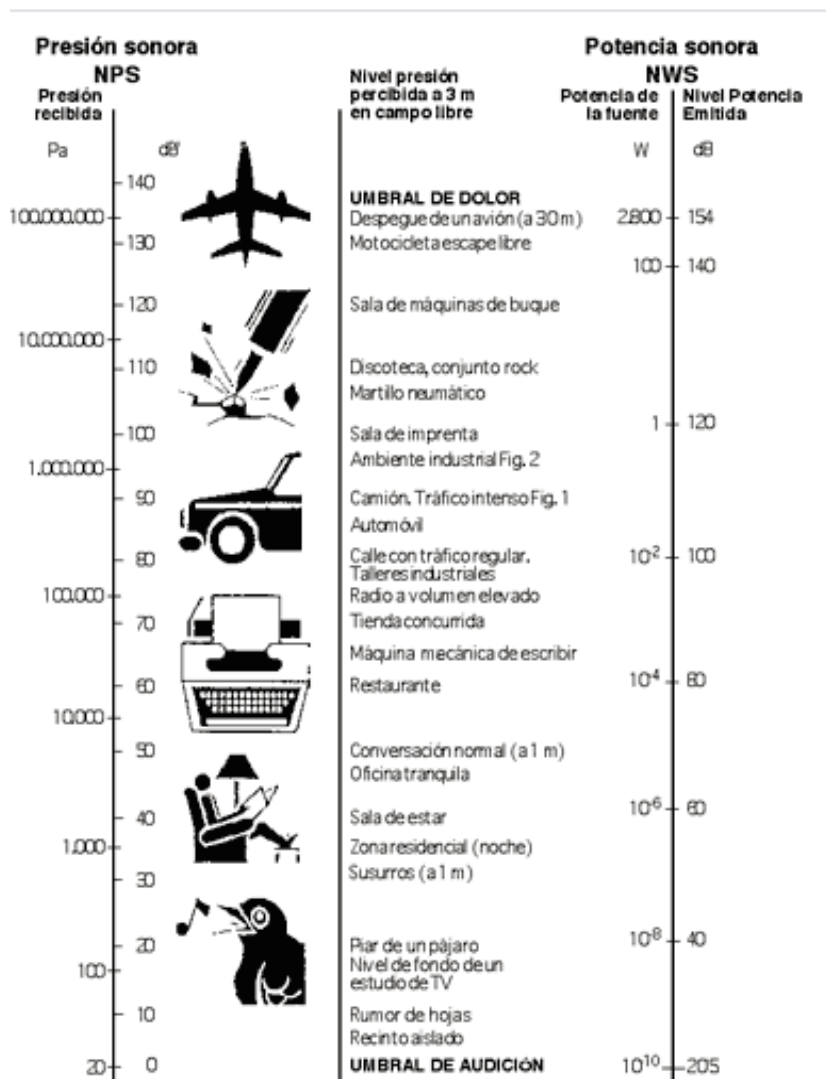 Presión sonora
NPS
Presión
recibida
Pa
dB
Nivel presión
percibida a 3 m
en campo libre
Potencia sonora
NWS
Potencia de
la fuente
Nivel Potencia
Emitida
W
dB
140
UMBRAL DE DOLOR
100.000.000
Despegue de un avión (a 30 m)
2.800
154
130
Motocicleta escape libre
100
140
120
Sala de máquinas de buque
10.000.000
110
Discoteca, conjunto rock
Martillo neumático
1
120
100
Sala de imprenta
1.000.000
Ambiente industrial Fig. 2
90
Camión. Tráfico intenso Fig. 1
Automóvil
80
Calle con tráfico regular.
10-2
100
Talleres industriales
100.000
Radio a volumen elevado
70
Tienda concurrida
Máquina mecánica de escribir
60
Restaurante
10-4
80
10.000
50
Conversación normal (a 1 m)
Oficina tranquila
40
Sala de estar
10-6
60
1.000
Zona residencial (noche)
30
Susurros (a 1 m)
20
Piar de un pájaro
10-8
40
100
Nivel de fondo de un
estudio de TV
10
Rumor de hojas
Recinto aislado
20
0
UMBRAL DE AUDICIÓN
1010
205